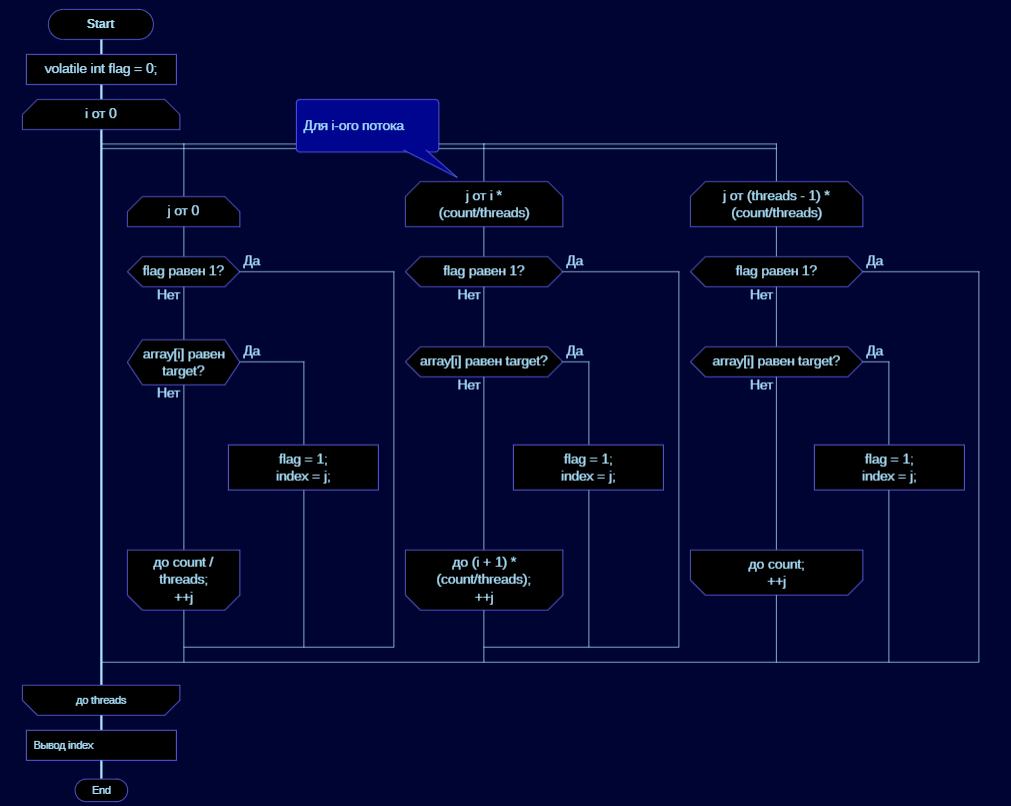 Start
volatile int flag = 0;
i от 0
Для i-ого потока
j от 0
flag равен 1?
Да
Нет
array[i] равен
target?
Да
Нет
flag = 1;
index = j;
до count /
threads;
++j
j от i *
(count/threads)
flag равен 1?
Да
Нет
array[i] равен target?
Да
Нет
flag = 1;
index = j;
до (i + 1) *
(count/threads);
++j
j от (threads - 1) *
(count/threads)
flag равен 1?
Да
Нет
array[i] равен target?
Да
Нет
flag = 1;
index = j;
до count;
++j
до threads
Вывод index
End